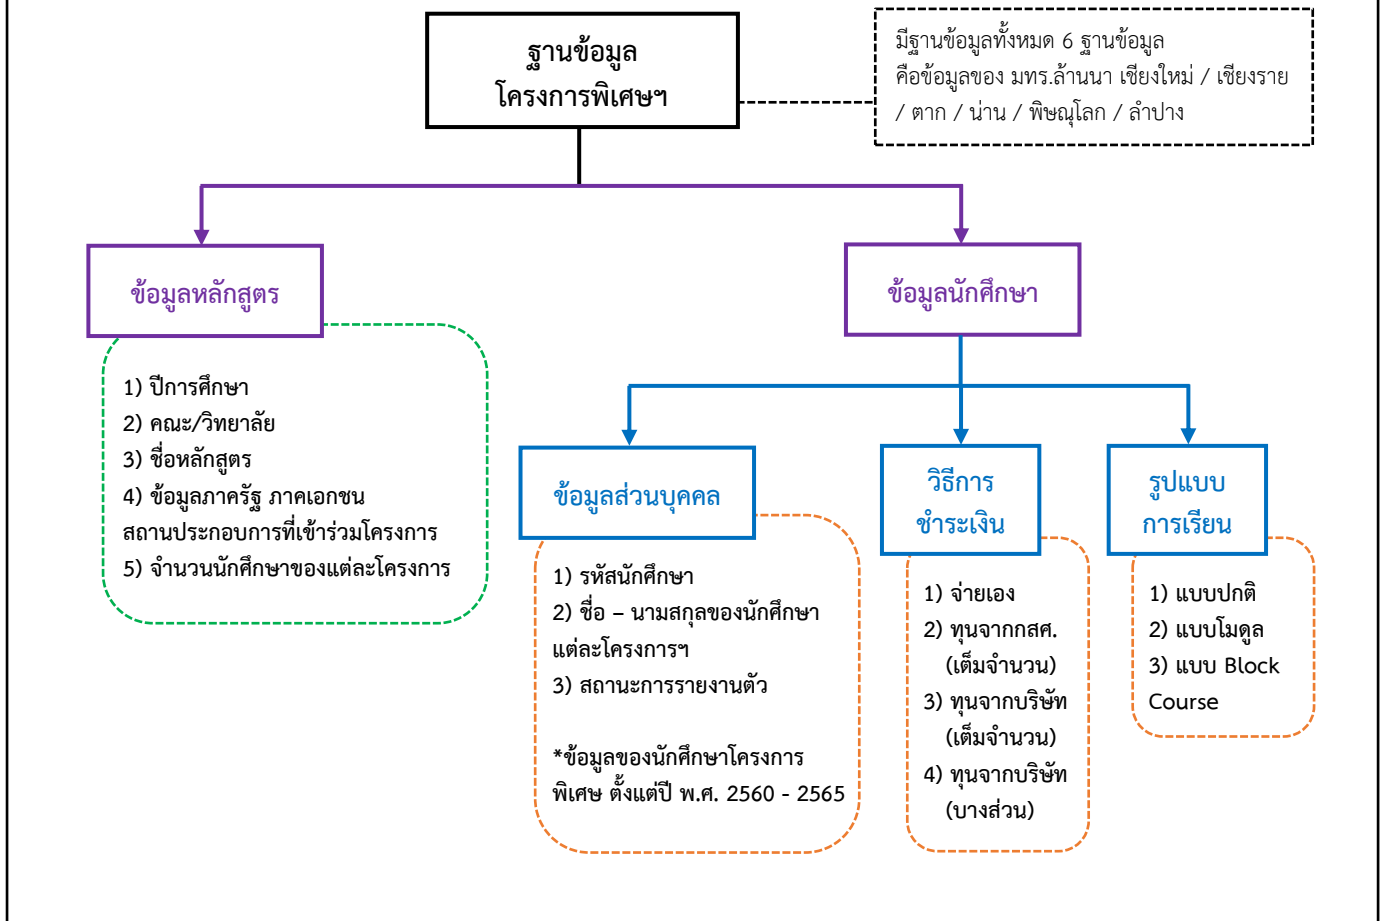 ฐานข้อมูล
โครงการพิเศษฯ
มีฐานข้อมูลทั้งหมด 6 ฐานข้อมูล
คือข้อมูลของ มทร.ล้านนา เชียงใหม่ / เชียงราย
/ ตาก / น่าน / พิษณุโลก / ลำปาง
ข้อมูลหลักสูตร
1) ปีการศึกษา
2) คณะ/วิทยาลัย
3) ชื่อหลักสูตร
4) ข้อมูลภาครัฐ ภาคเอกชน
สถานประกอบการที่เข้าร่วมโครงการ
5) จำนวนนักศึกษาของแต่ละโครงการ
ข้อมูลนักศึกษา
ข้อมูลส่วนบุคคล
1) รหัสนักศึกษา
2) ชื่อ – นามสกุลของนักศึกษา
แต่ละโครงการฯ
3) สถานะการรายงานตัว
*ข้อมูลของนักศึกษาโครงการ
พิเศษ ตั้งแต่ปี พ.ศ. 2560 - 2565
วิธีการ
ชำระเงิน
1) จ่ายเอง
2) ทุนจากกสศ.
(เต็มจำนวน)
3) ทุนจากบริษัท
(เต็มจำนวน)
4) ทุนจากบริษัท
(บางส่วน)
รูปแบบ
การเรียน
1) แบบปกติ
2) แบบโมดูล
3) แบบ Block
Course